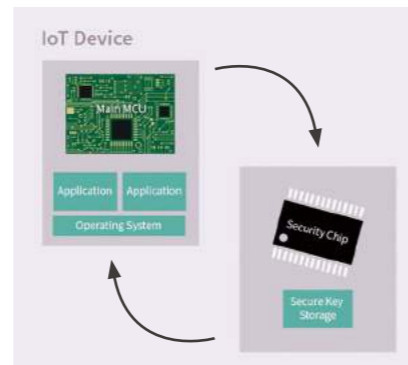 IoT Device
Main MCU
Application Application
Operating System
Security Chip
Secure Key
Storage